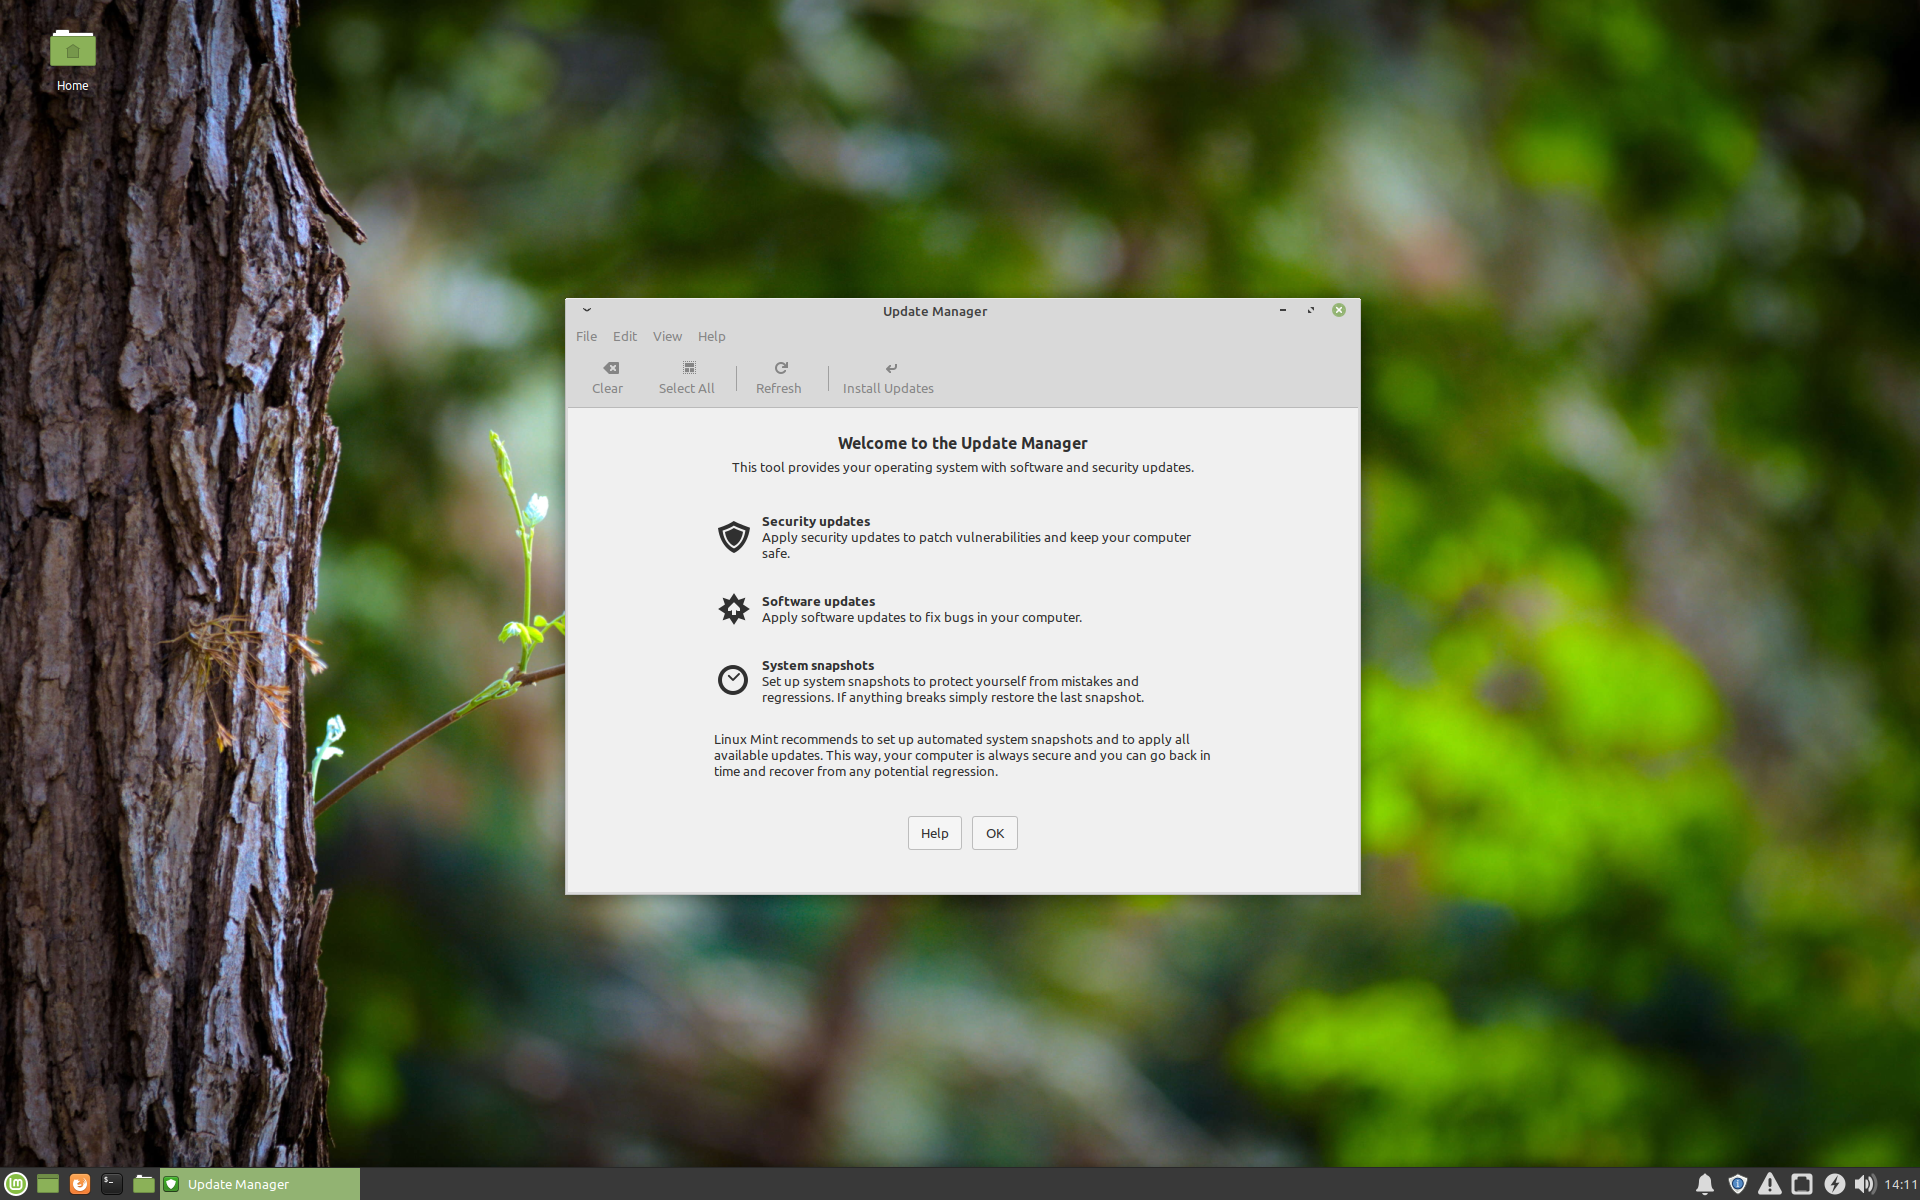 Home
Update Manager
File Edit View Help
Clear Select All Refresh Install Updates
Welcome to the Update Manager
This tool provides your operating system with software and security updates.
Security updates
Apply security updates to patch vulnerabilities and keep your computer
safe.
Software updates
Apply software updates to fix bugs in your computer.
System snapshots
Set up system snapshots to protect yourself from mistakes and
regressions. If anything breaks simply restore the last snapshot.
Linux Mint recommends to set up automated system snapshots and to apply all
available updates. This way, your computer is always secure and you can go back in
time and recover from any potential regression.
Help OK
Update Manager 14:11